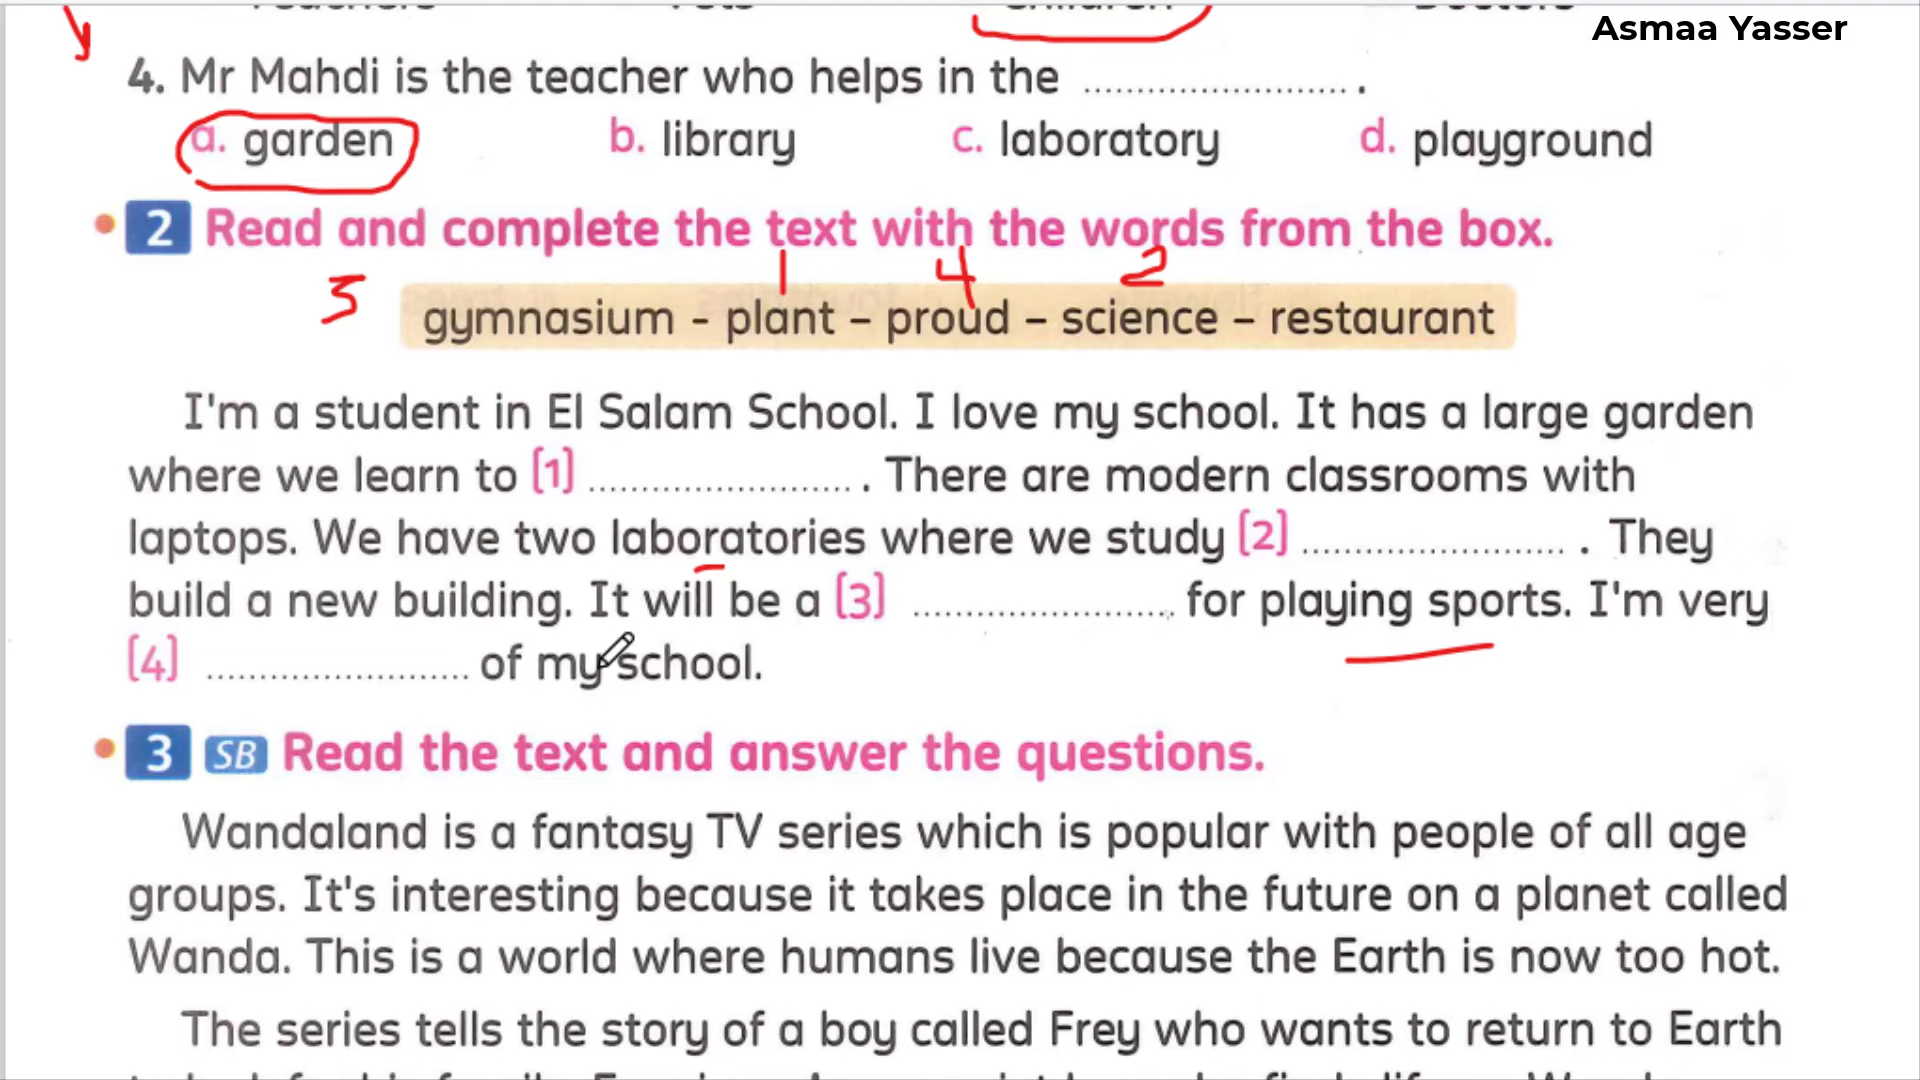 Asmaa Yasser
4. Mr Mahdi is the teacher who helps in the ........................ .
a. garden b. library c. laboratory d. playground
2 Read and complete the text with the words from the box.
3 1 4 2
gymnasium - plant – proud – science – restaurant
I'm a student in El Salam School. I love my school. It has a large garden
where we learn to [1] ........................ . There are modern classrooms with
laptops. We have two laboratories where we study [2] ........................ . They
build a new building. It will be a [3] ........................ for playing sports. I'm very
[4] ........................ of my school.
3 SB Read the text and answer the questions.
Wandaland is a fantasy TV series which is popular with people of all age
groups. It's interesting because it takes place in the future on a planet called
Wanda. This is a world where humans live because the Earth is now too hot.
The series tells the story of a boy called Frey who wants to return to Earth